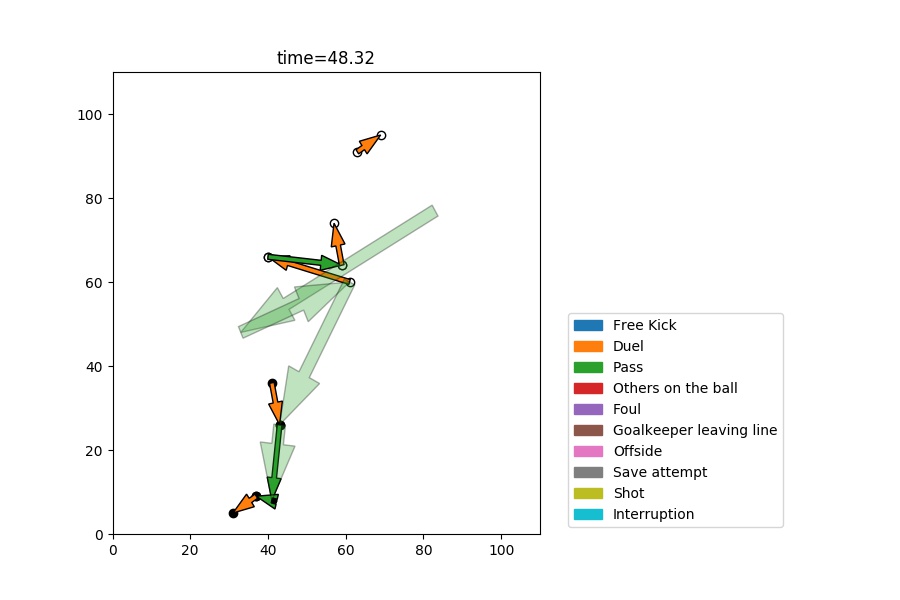 time=48.32
100
80
60
40
20
0
0 20 40 60 80 100
Free Kick
Duel
Pass
Others on the ball
Foul
Goalkeeper leaving line
Offside
Save attempt
Shot
Interruption